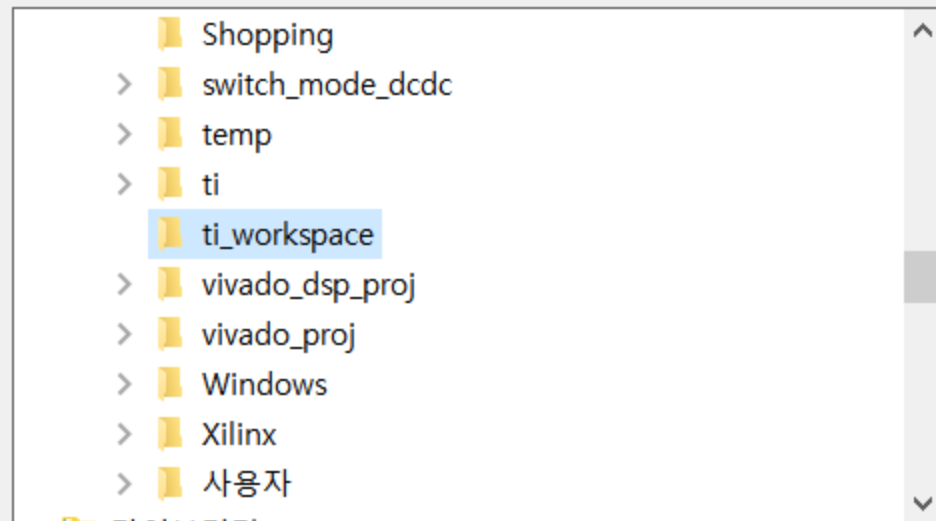 Shopping
switch_mode_dcdc
temp
ti
ti_workspace
vivado_dsp_proj
vivado_proj
Windows
Xilinx
사용자